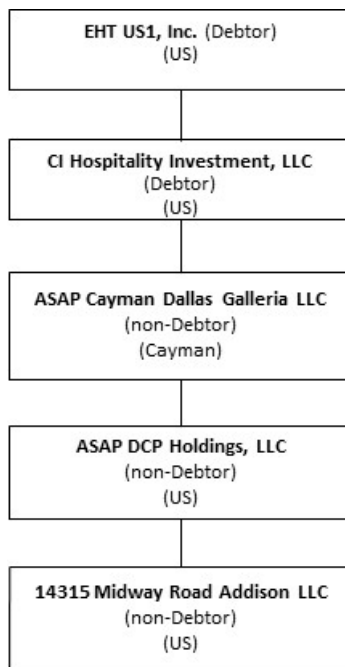 EHT US1, Inc. (Debtor)
(US)
CI Hospitality Investment, LLC
(Debtor)
(US)
ASAP Cayman Dallas Galleria LLC
(non-Debtor)
(Cayman)
ASAP DCP Holdings, LLC
(non-Debtor)
(US)
14315 Midway Road Addison LLC
(non-Debtor)
(US)